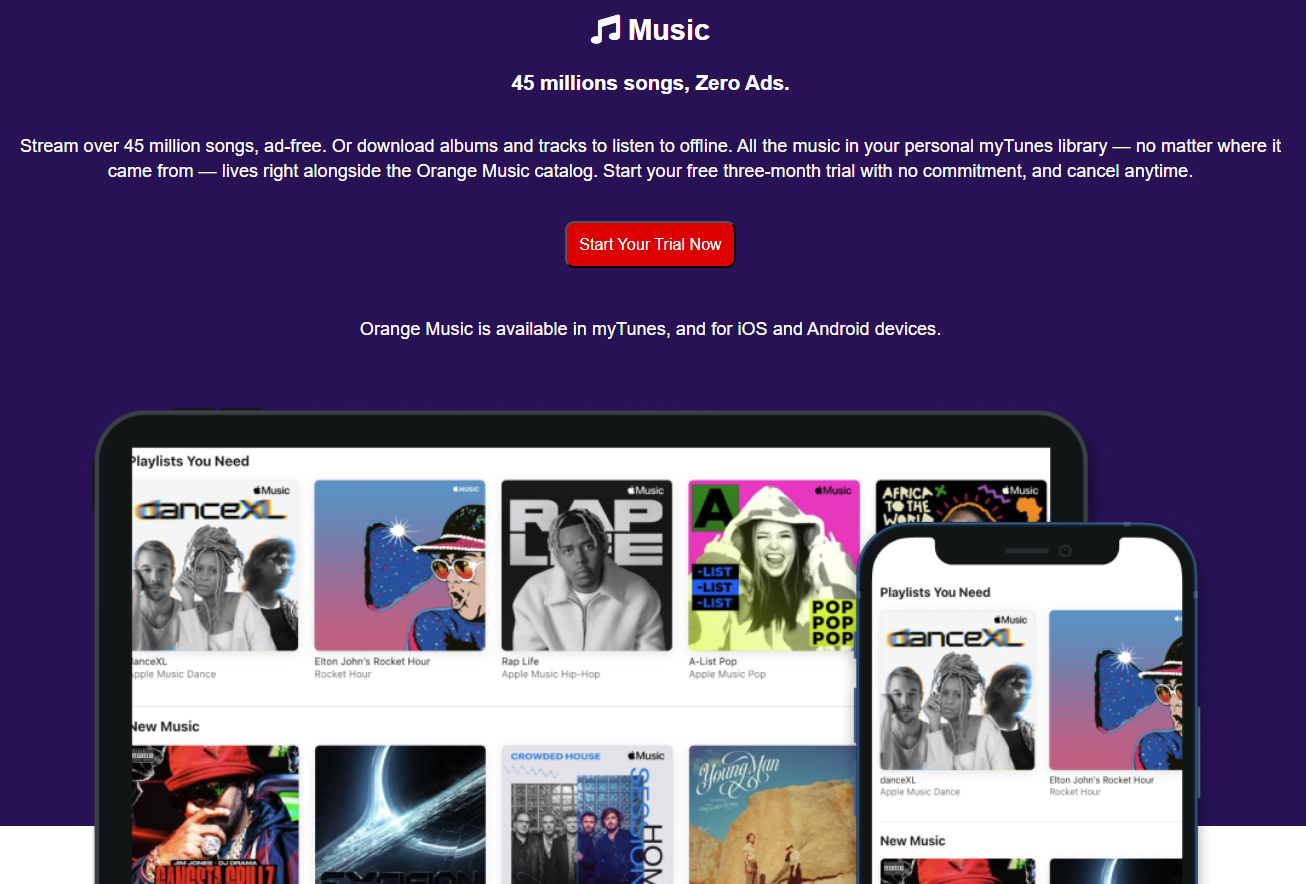 Music
45 millions songs, Zero Ads.
Stream over 45 million songs, ad-free. Or download albums and tracks to listen to offline. All the music in your personal myTunes library — no matter where it
came from — lives right alongside the Orange Music catalog. Start your free three-month trial with no commitment, and cancel anytime.
Start Your Trial Now
Orange Music is available in myTunes, and for iOS and Android devices.
Playlists You Need
Music
danceXL
MUSIC
Music
RAP
LIFE
Music
A
-LIST
-LIST
-LIST
POP
POP
POP
Music
AFRICA
TO THE
WORLD
danceXL
Apple Music Dance
Elton John's Rocket Hour
Rocket Hour
Rap Life
Apple Music Hip-Hop
A-List Pop
Apple Music Pop
New Music
JIM JONES · DJ DRAMA
GANGSTA GRILLZ
CROWDED HOUSE
Music
SESSION
HOM
Young Man
Playlists You Need
Music
danceXL
danceXL
Apple Music Dance
Elton John's Rocket Hour
Rocket Hour
New Music